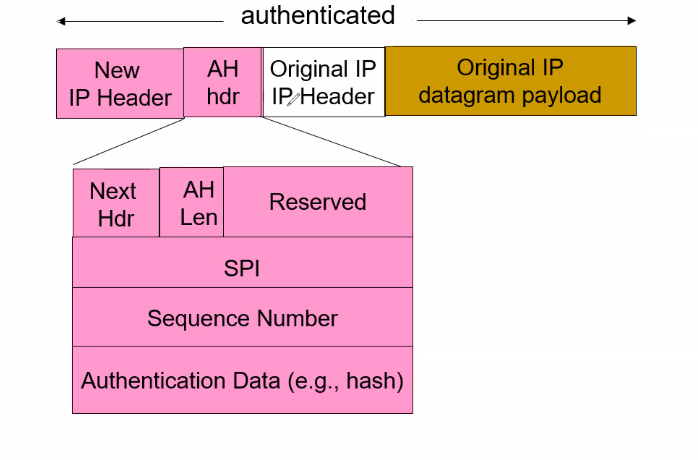 authenticated
New
IP Header
AH
hdr
Original IP
IP Header
Original IP
datagram payload
Next
Hdr
AH
Len
Reserved
SPI
Sequence Number
Authentication Data (e.g., hash)